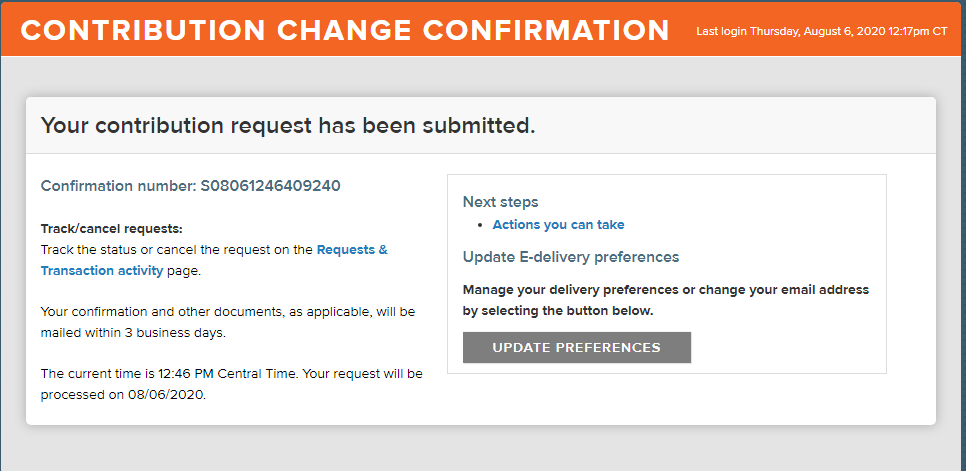 CONTRIBUTION CHANGE CONFIRMATION
Last login Thursday, August 6, 2020 12:17pm CT
Your contribution request has been submitted.
Confirmation number: S08061246409240
Track/cancel requests:
Track the status or cancel the request on the Requests &
Transaction activity page.
Your confirmation and other documents, as applicable, will be
mailed within 3 business days.
The current time is 12:46 PM Central Time. Your request will be
processed on 08/06/2020.
Next steps
• Actions you can take
Update E-delivery preferences
Manage your delivery preferences or change your email address
by selecting the button below.
UPDATE PREFERENCES